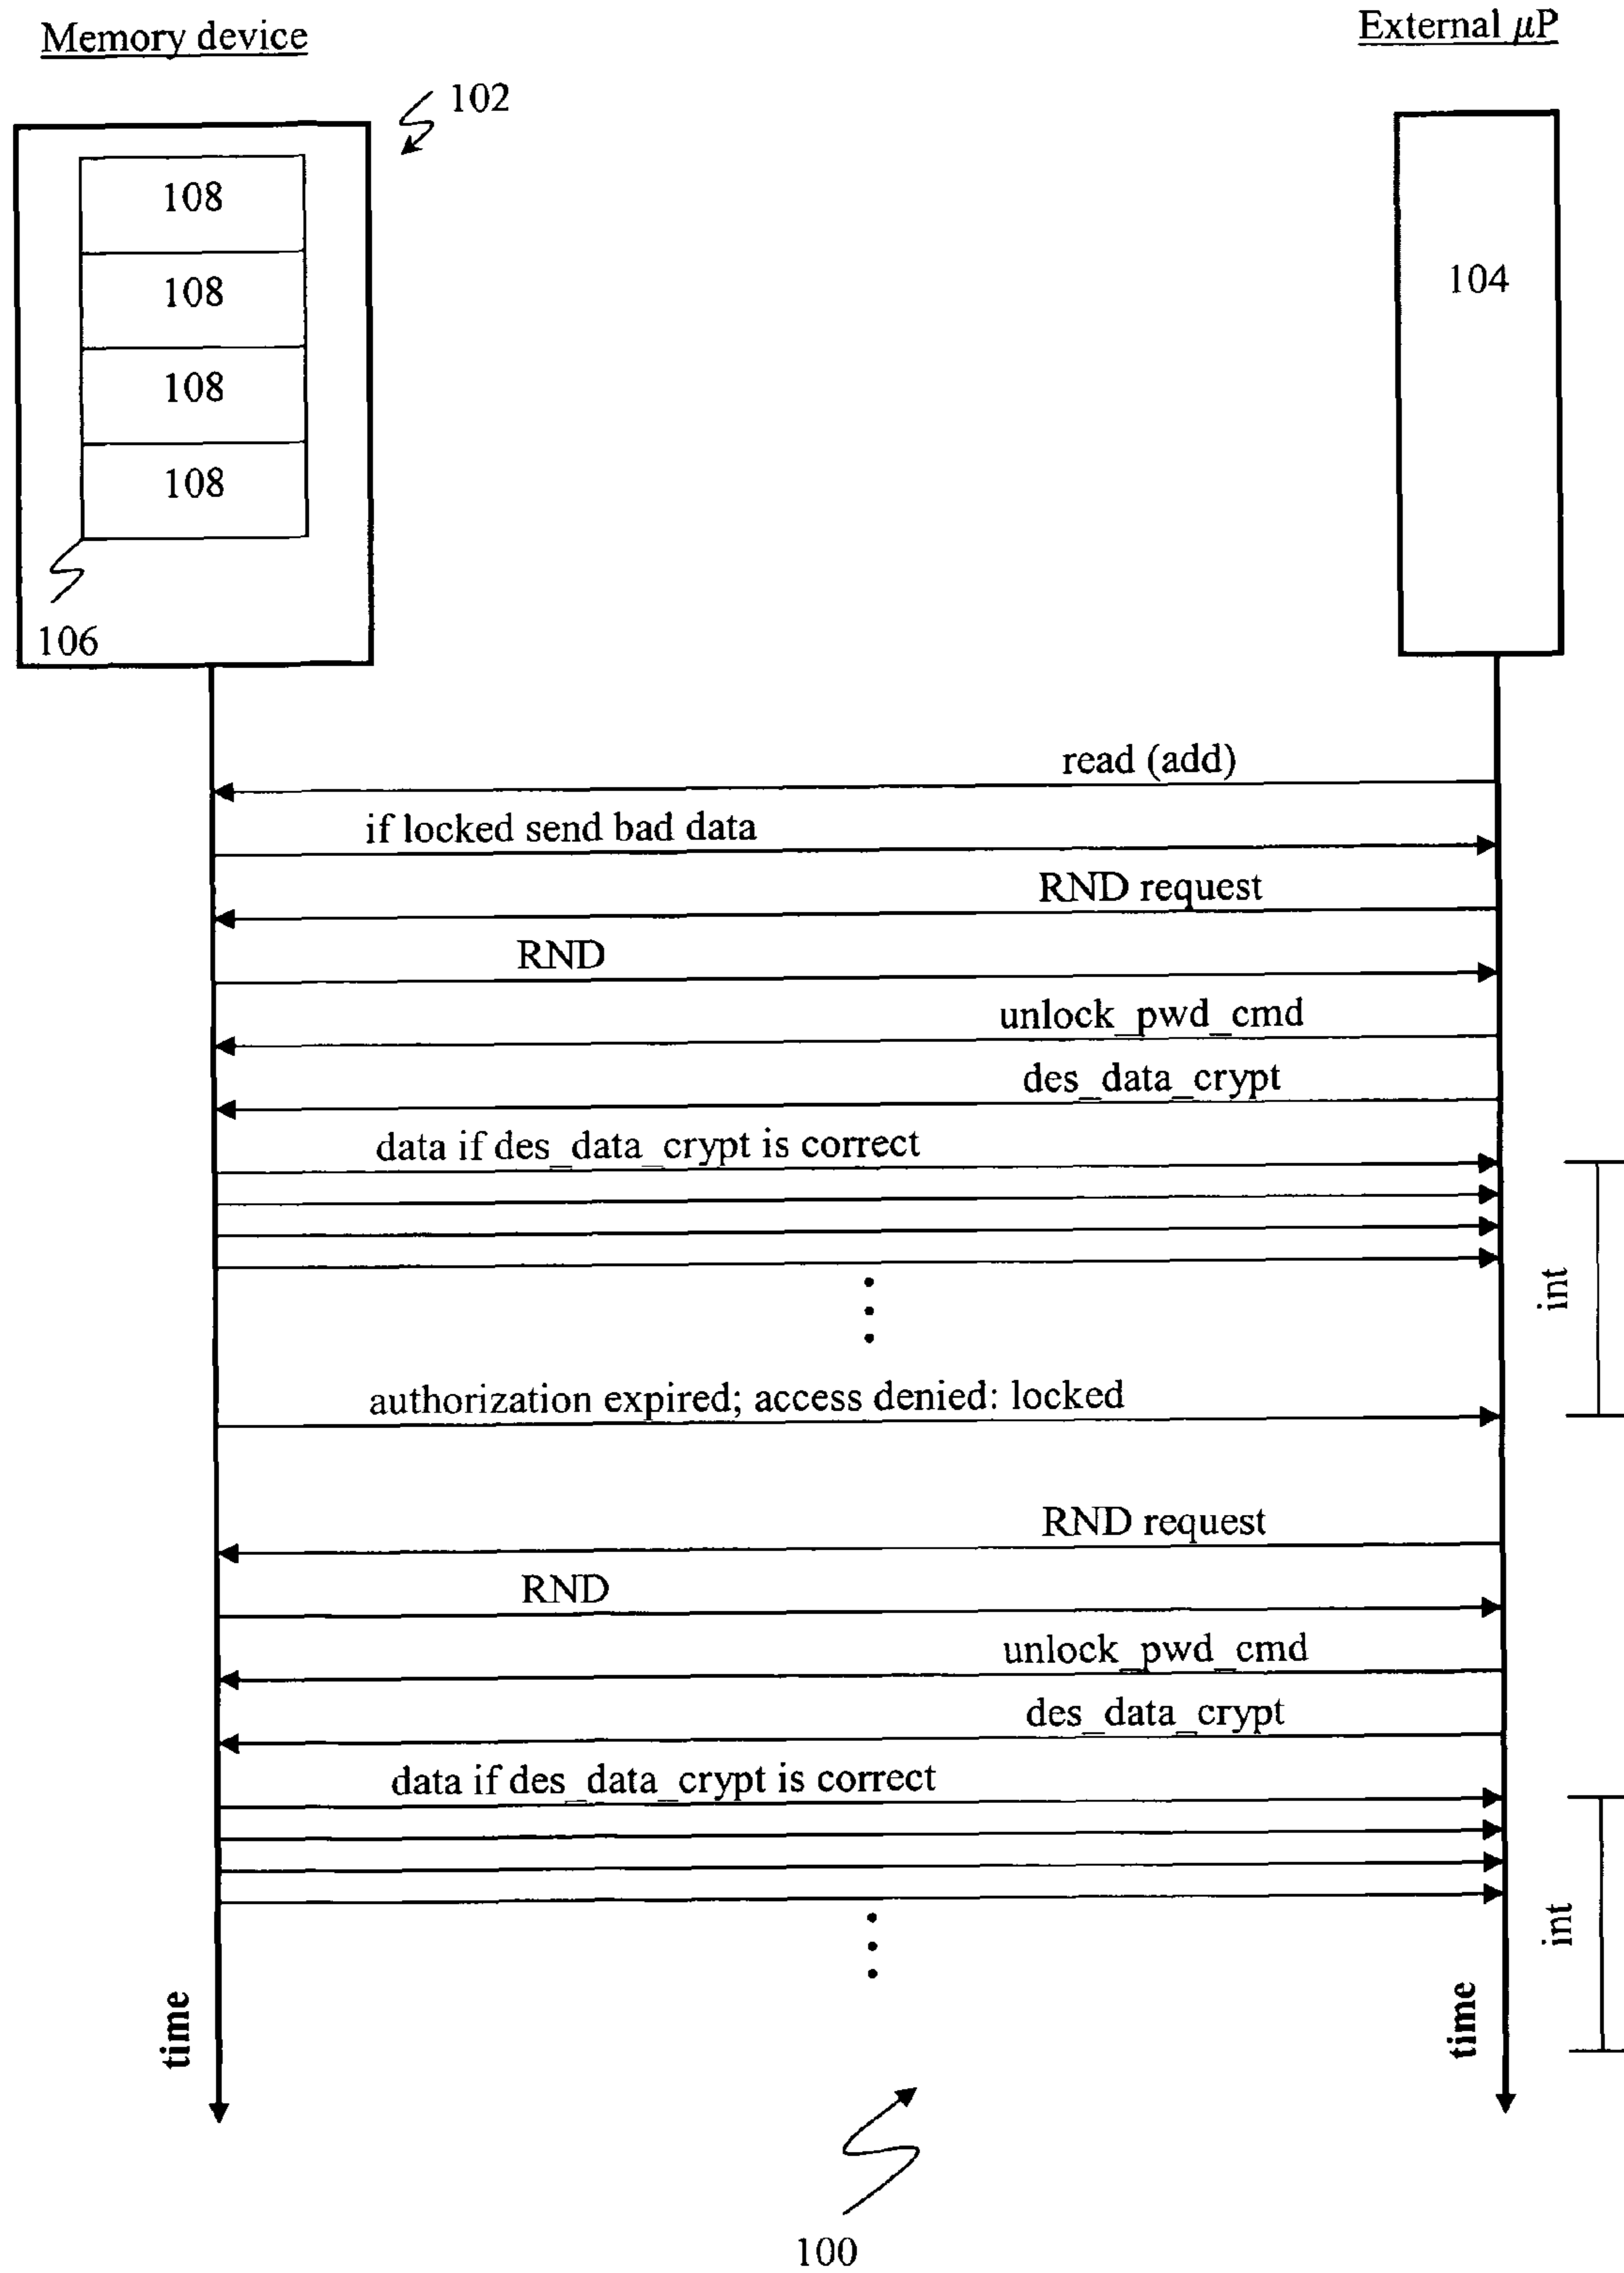 Memory device
External µP
102
108
108
108
108
106
104
read (add)
if locked send bad data
RND request
RND
unlock_pwd_cmd
des_data_crypt
data if des_data_crypt is correct
int
authorization expired; access denied: locked
RND request
RND
unlock_pwd_cmd
des_data_crypt
data if des_data_crypt is correct
int
time
time
100